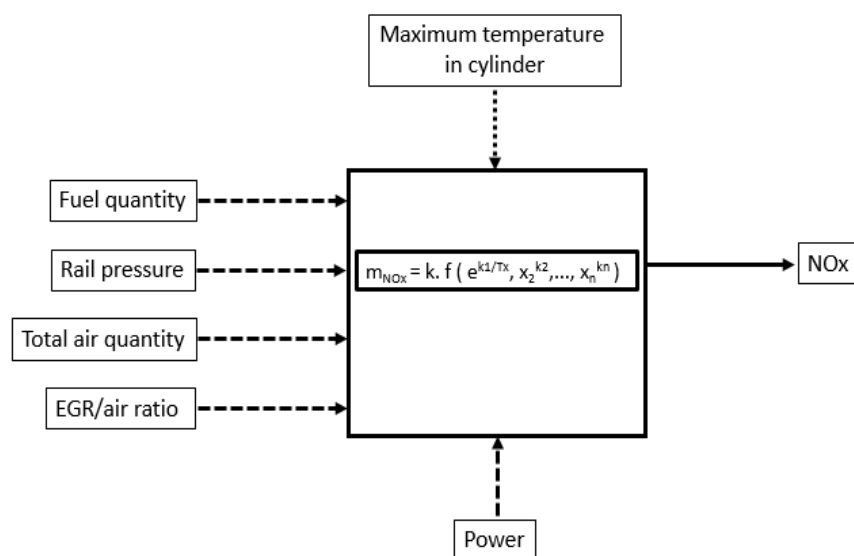 Maximum temperature
in cylinder
Fuel quantity
Rail pressure
m_NOx = k. f ( e^k1/Tx, x_2^k2,..., x_n^kn )
NOx
Total air quantity
EGR/air ratio
Power